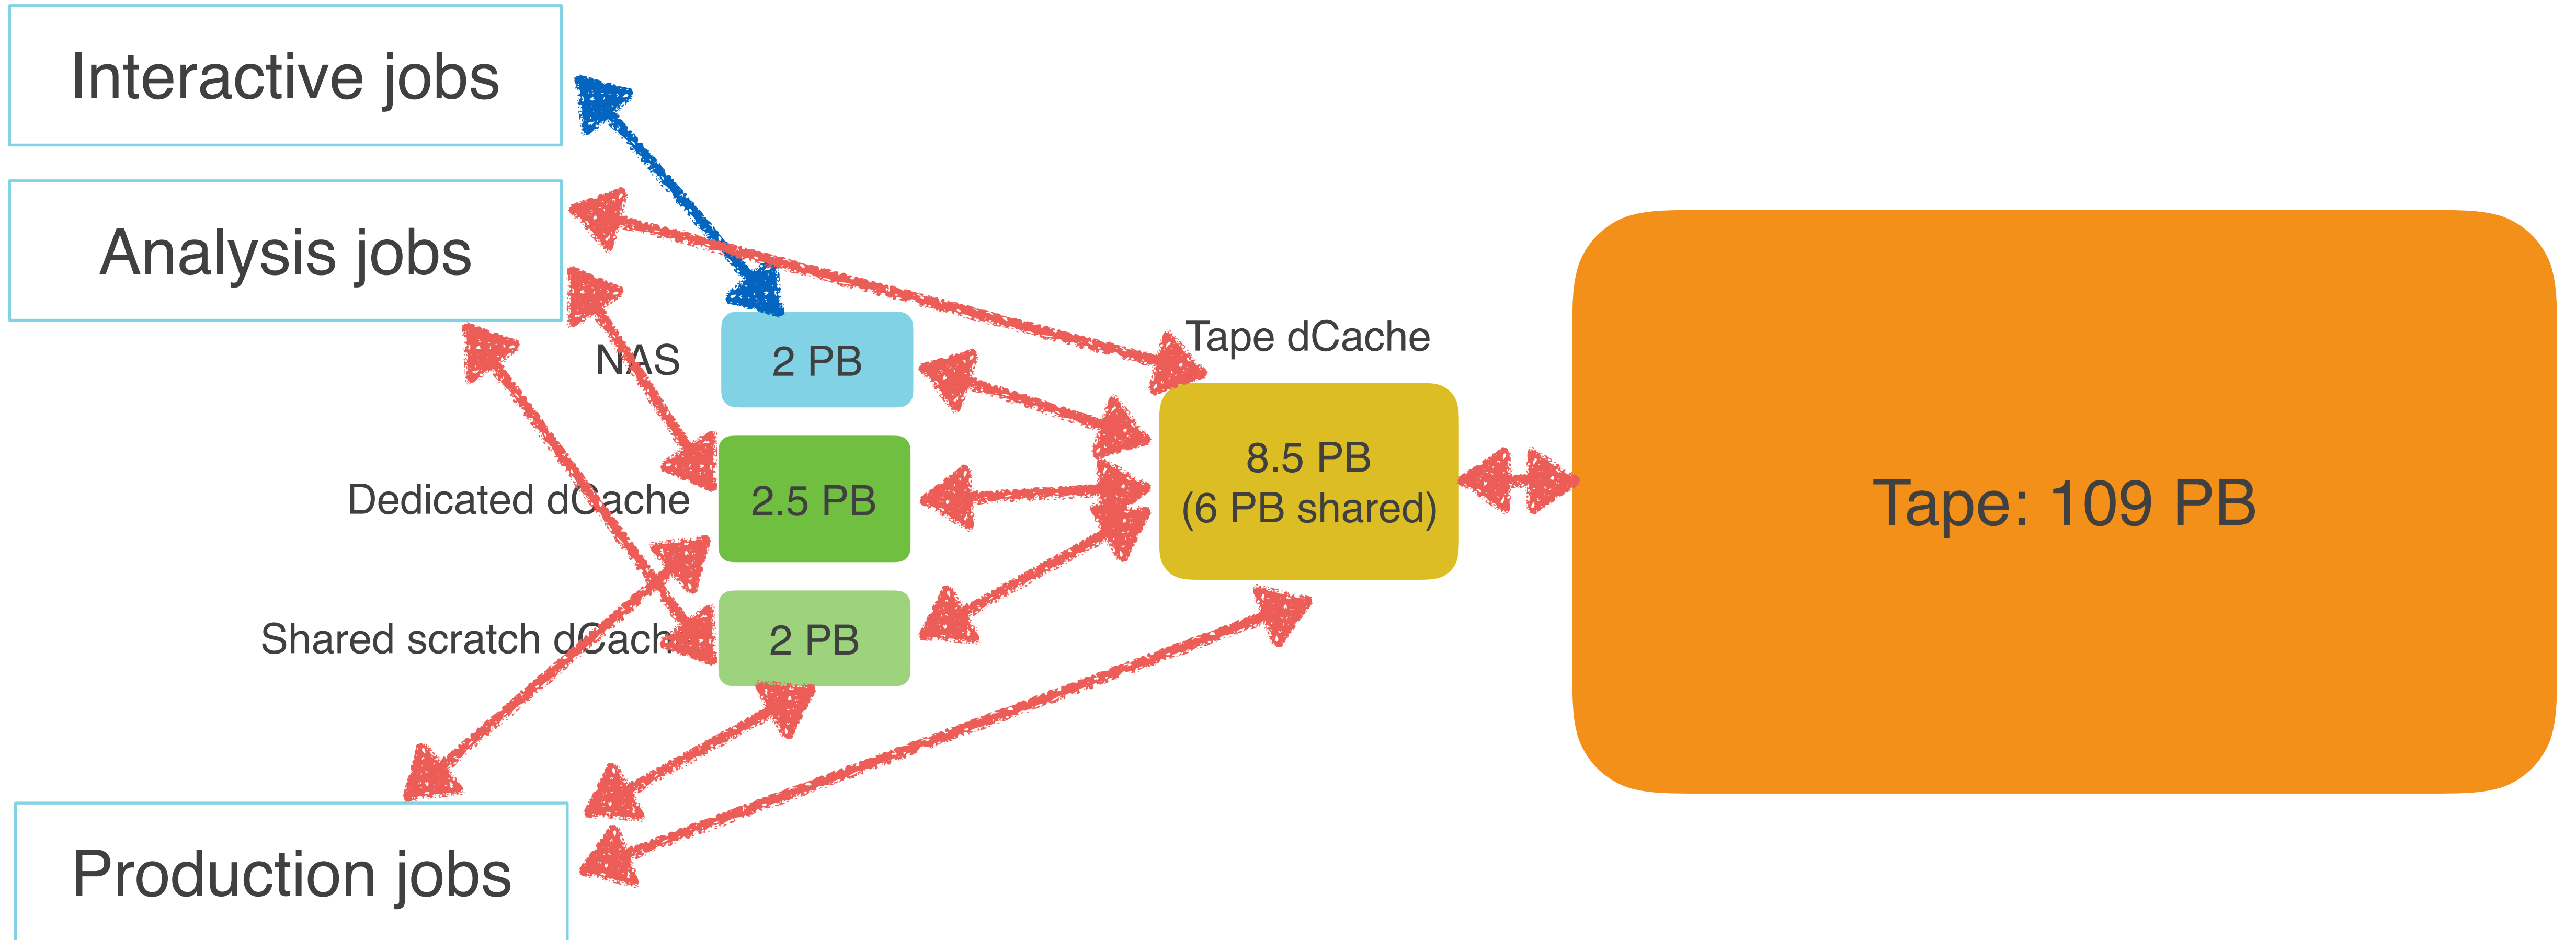 Interactive jobs
Analysis jobs
NAS
2 PB
Tape dCache
8.5 PB
(6 PB shared)
Dedicated dCache
2.5 PB
Tape: 109 PB
Shared scratch dCache
2 PB
Production jobs